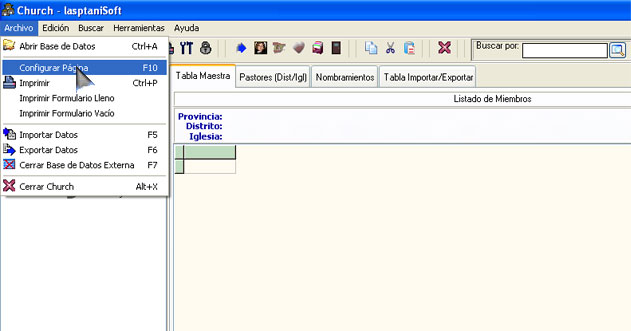 Church - IasptaniSoft
Archivo Edición Buscar Herramientas Ayuda
Abrir Base de Datos Ctrl+A
Configurar Página F10
Imprimir Ctrl+P
Imprimir Formulario Lleno
Imprimir Formulario Vacío
Importar Datos F5
Exportar Datos F6
Cerrar Base de Datos Externa F7
Cerrar Church Alt+X
Buscar por:
Tabla Maestra Pastores (Dist/Igl) Nombramientos Tabla Importar/Exportar
Listado de Miembros
Provincia:
Distrito:
Iglesia: